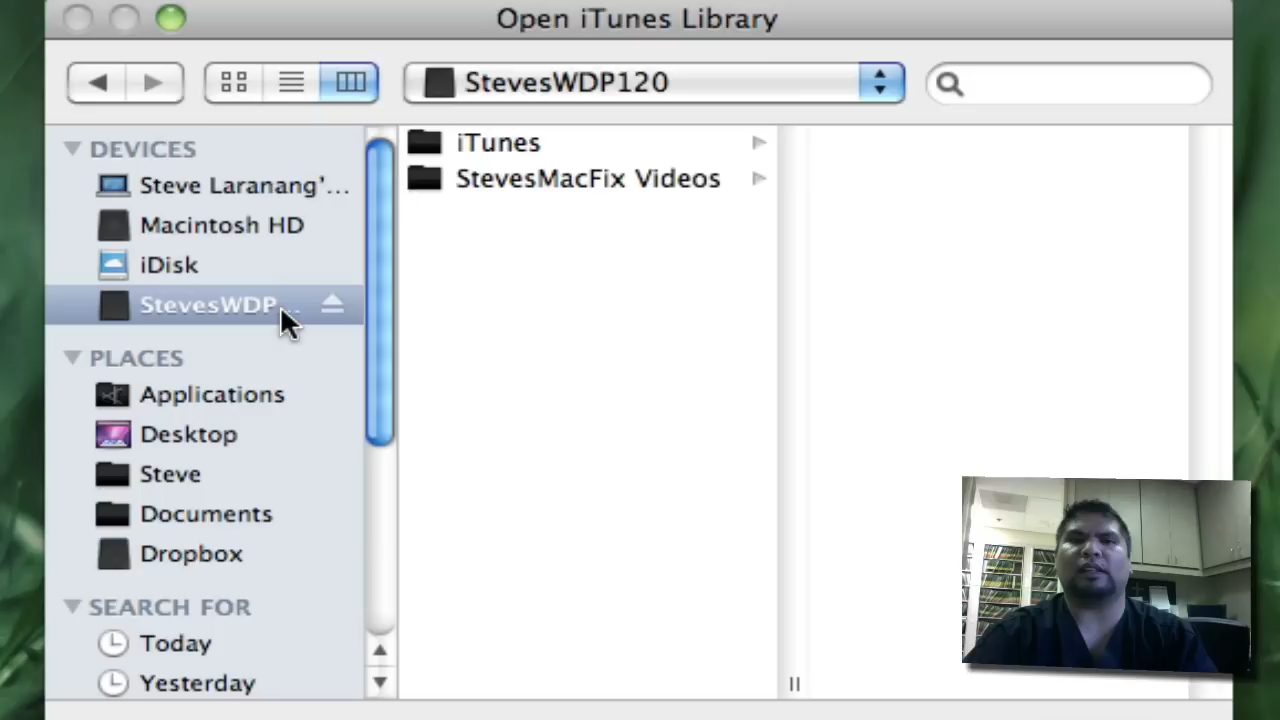 Open iTunes Library
StevesWDP120
DEVICES
Steve Laranang'...
Macintosh HD
iDisk
StevesWDP...
PLACES
Applications
Desktop
Steve
Documents
Dropbox
SEARCH FOR
Today
Yesterday
iTunes
StevesMacFix Videos